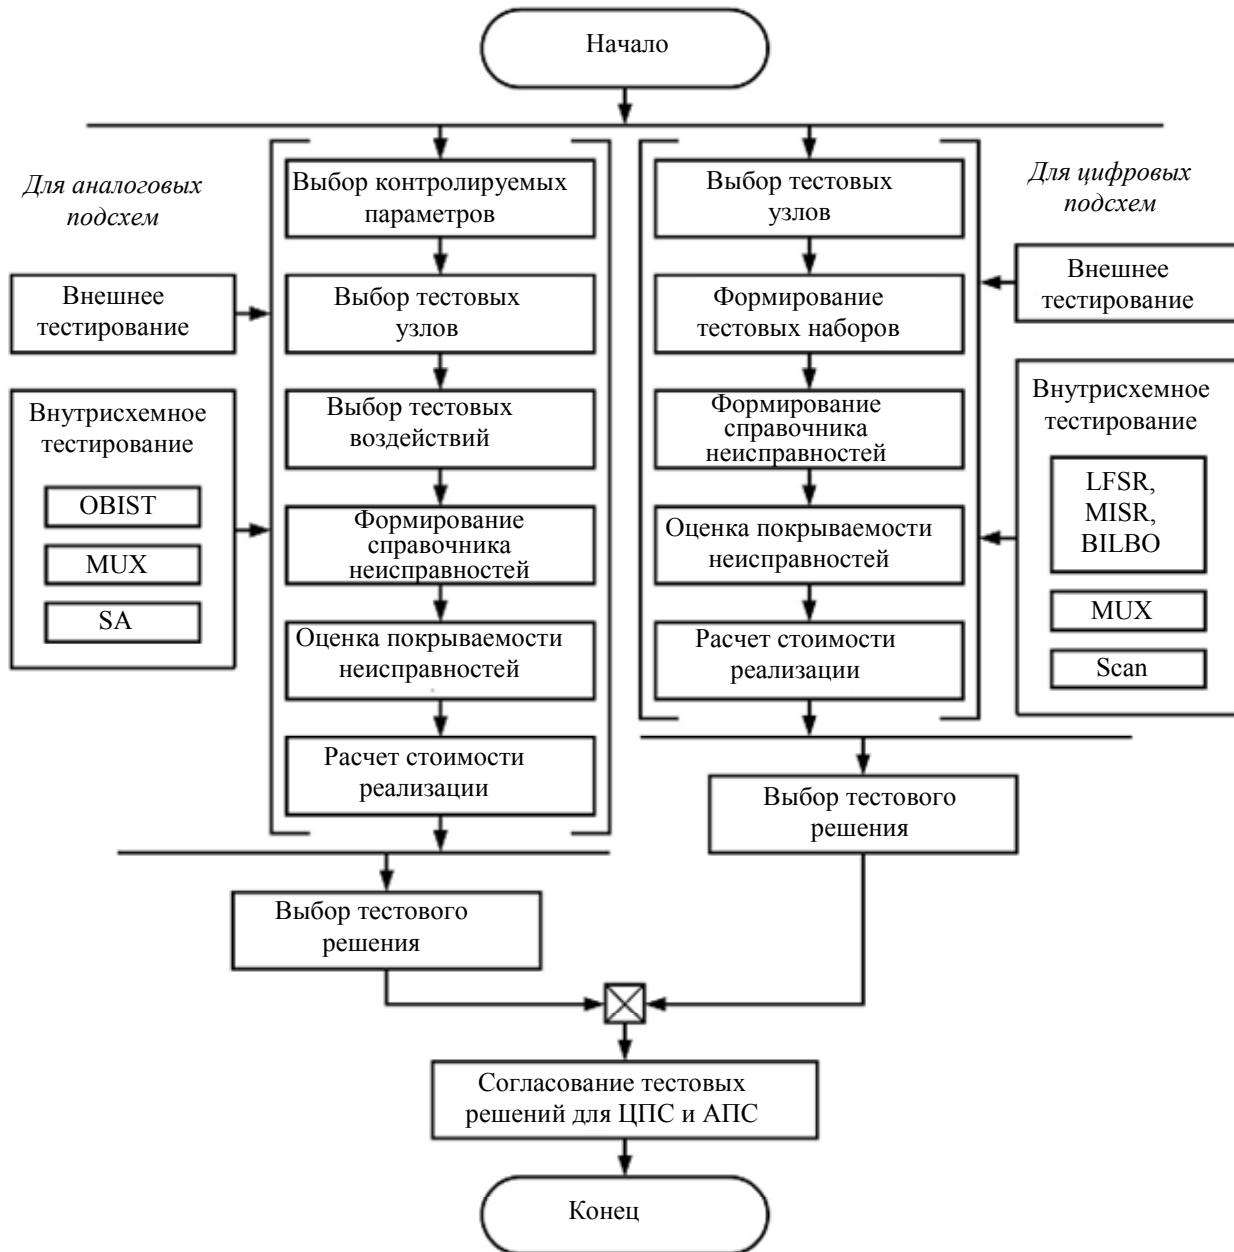 Начало
Для аналоговых
подсхем
Внешнее
тестирование
Внутрисхемное
тестирование
OBIST
MUX
SA
Выбор контролируемых
параметров
Выбор тестовых
узлов
Выбор тестовых
воздействий
Формирование
справочника
неисправностей
Оценка покрываемости
неисправностей
Расчет стоимости
реализации
Выбор тестового
решения
Выбор тестовых
узлов
Формирование
тестовых наборов
Формирование
справочника
неисправностей
Оценка покрываемости
неисправностей
Расчет стоимости
реализации
Выбор тестового
решения
Для цифровых
подсхем
Внешнее
тестирование
Внутрисхемное
тестирование
LFSR,
MISR,
BILBO
MUX
Scan
Согласование тестовых
решений для ЦПС и АПС
Конец